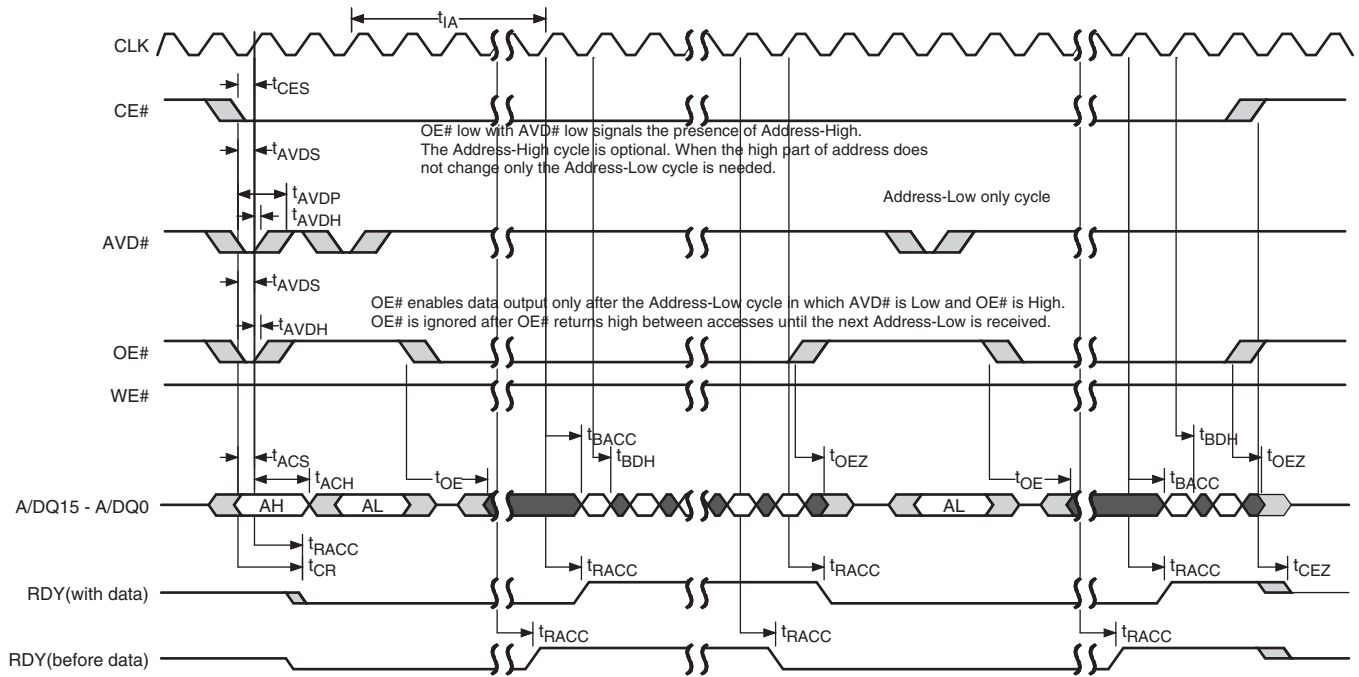 tIA
CLK
tCES
CE#
OE# low with AVD# low signals the presence of Address-High.
The Address-High cycle is optional. When the high part of address does
not change only the Address-Low cycle is needed.
tAVDS
tAVDP
Address-Low only cycle
tAVDH
AVD#
tAVDS
OE# enables data output only after the Address-Low cycle in which AVD# is Low and OE# is High.
OE# is ignored after OE# returns high between accesses until the next Address-Low is received.
tAVDH
OE#
WE#
tBACC
tBDH
tACS
tBDH
tOEZ
tOEZ
tACH
tOE
tOE
tBACC
A/DQ15 - A/DQ0
AH
AL
AL
tRACC
tCR
tRACC
tRACC
tRACC
tCEZ
RDY(with data)
tRACC
tRACC
tRACC
RDY(before data)